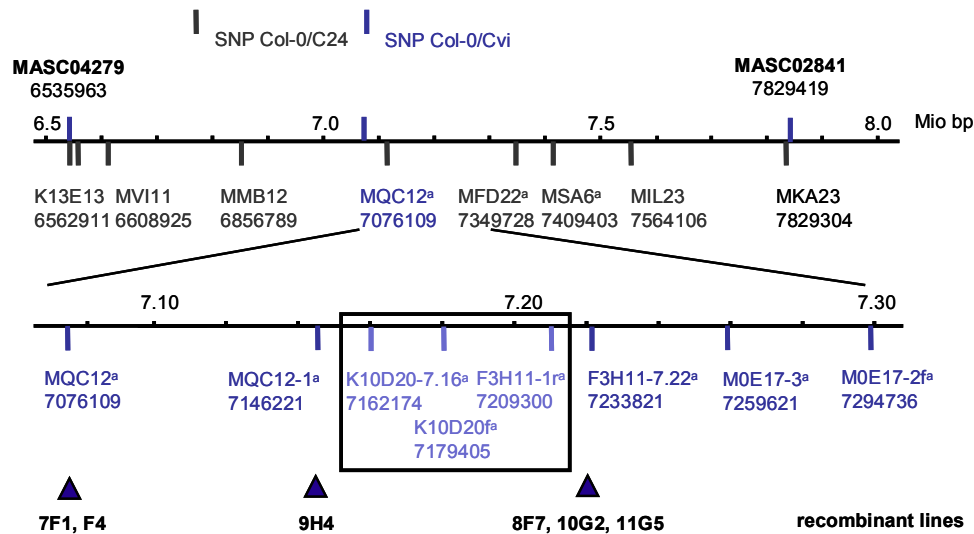 SNP Col-0/C24 SNP Col-0/Cvi
MASC04279 MASC02841
6535963 7829419
6.5 7.0 7.5 8.0 Mio bp
K13E13 MVI11 MMB12 MQC12ᵃ MFD22ᵃ MSA6ᵃ MIL23 MKA23
6562911 6608925 6856789 7076109 7349728 7409403 7564106 7829304
7.10 7.20 7.30
MQC12ᵃ MQC12-1ᵃ K10D20-7.16ᵃ F3H11-1rᵃ F3H11-7.22ᵃ M0E17-3ᵃ M0E17-2fᵃ
7076109 7146221 7162174 7209300 7233821 7259621 7294736
K10D20fᵃ
7179405
7F1, F4 9H4 8F7, 10G2, 11G5 recombinant lines